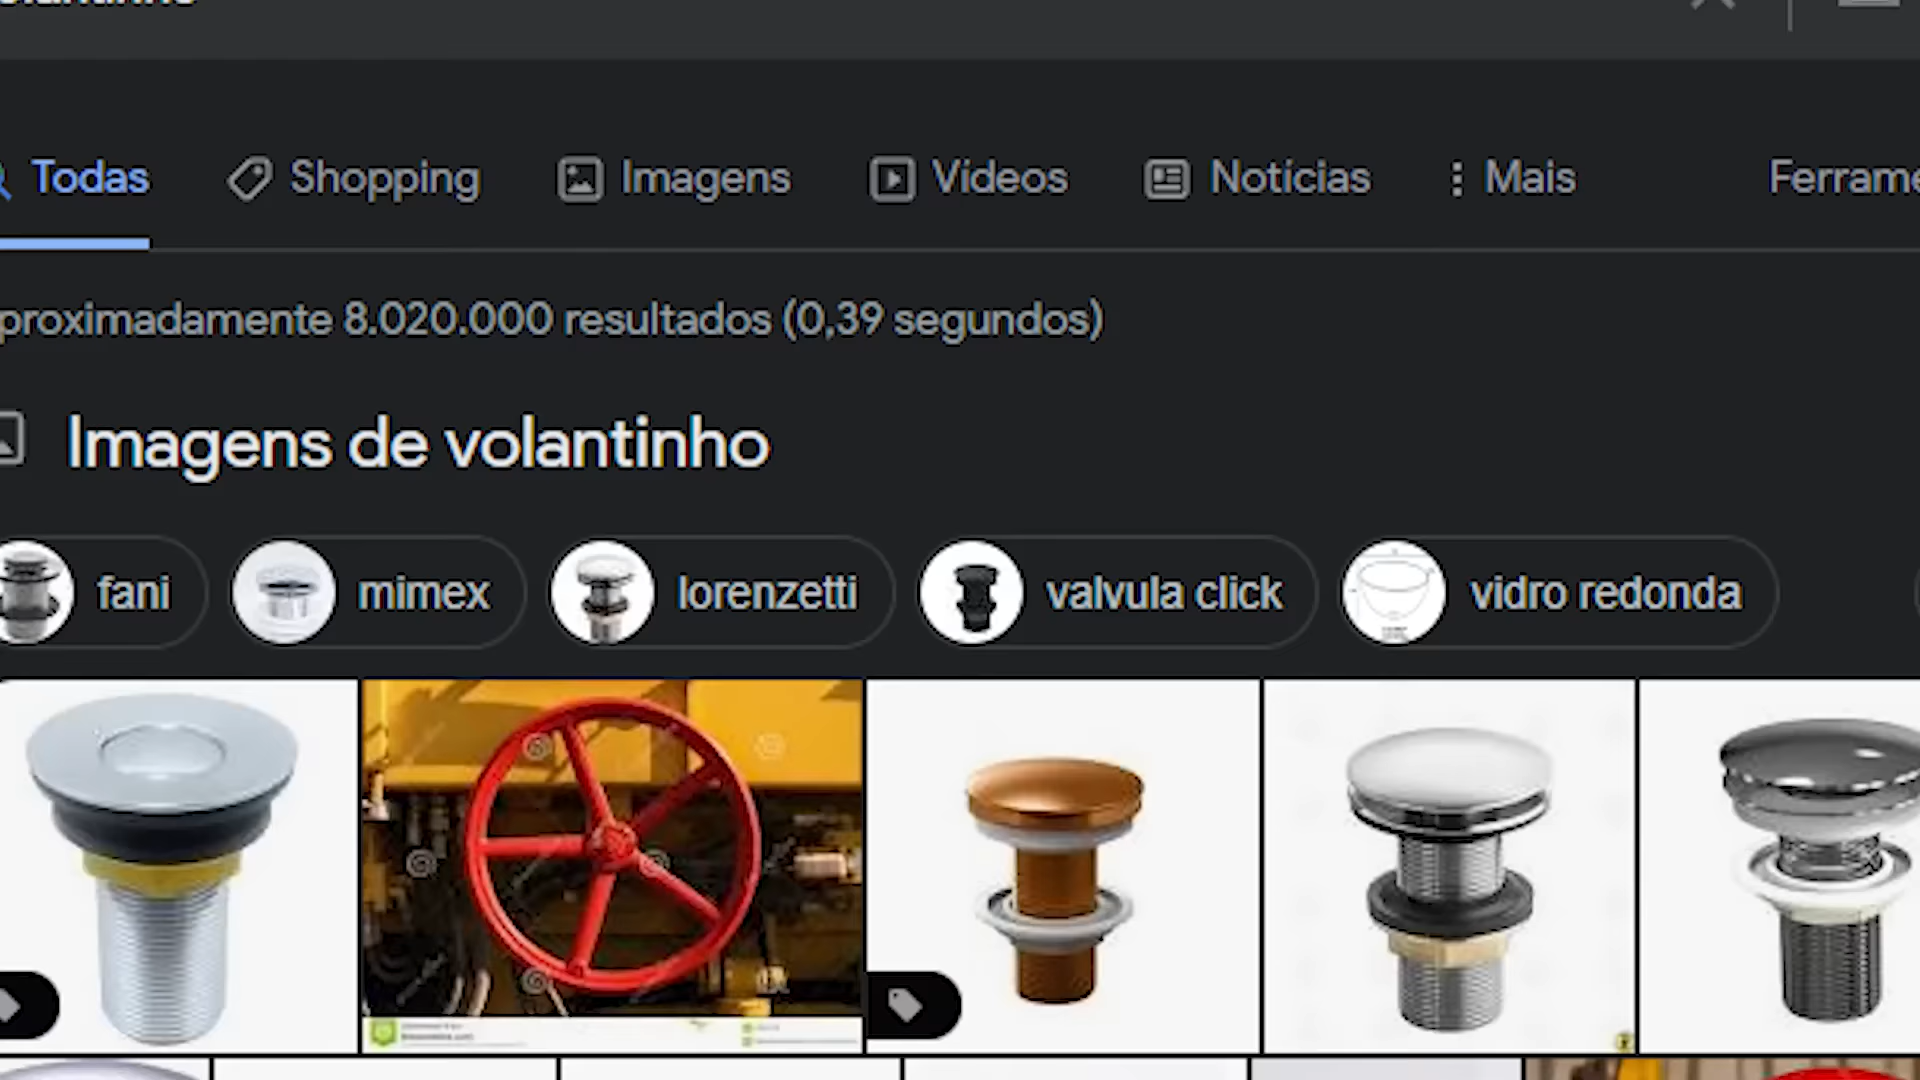 Todas Shopping Imagens Vídeos Notícias Mais
proximadamente 8.020.000 resultados (0,39 segundos)
Imagens de volantinho
fani mimex lorenzetti valvula click vidro redonda